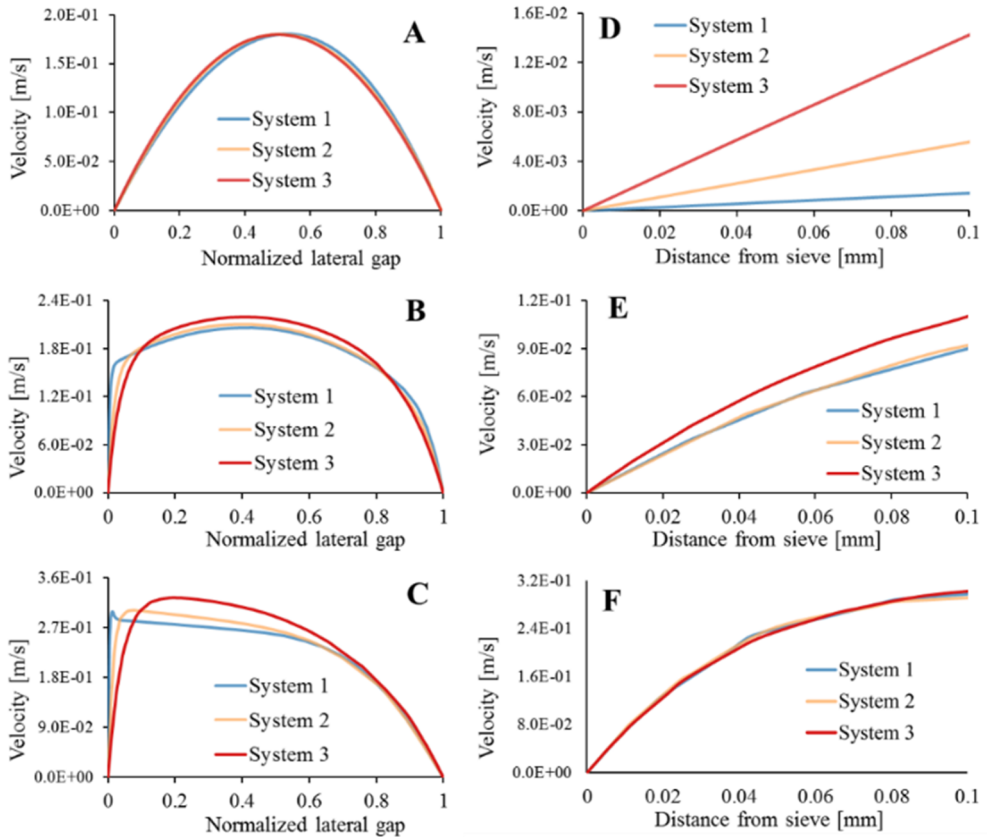 A
Velocity [m/s]
2.0E-01
1.5E-01
1.0E-01
5.0E-02
0.0E+00
System 1
System 2
System 3
0 0.2 0.4 0.6 0.8 1
Normalized lateral gap
D
Velocity [m/s]
1.6E-02
1.2E-02
8.0E-03
4.0E-03
0.0E+00
System 1
System 2
System 3
0 0.02 0.04 0.06 0.08 0.1
Distance from sieve [mm]
B
Velocity [m/s]
2.4E-01
1.8E-01
1.2E-01
6.0E-02
0.0E+00
System 1
System 2
System 3
0 0.2 0.4 0.6 0.8 1
Normalized lateral gap
E
Velocity [m/s]
1.2E-01
9.0E-02
6.0E-02
3.0E-02
0.0E+00
System 1
System 2
System 3
0 0.02 0.04 0.06 0.08 0.1
Distance from sieve [mm]
C
Velocity [m/s]
3.6E-01
2.7E-01
1.8E-01
9.0E-02
0.0E+00
System 1
System 2
System 3
0 0.2 0.4 0.6 0.8 1
Normalized lateral gap
F
Velocity [m/s]
3.2E-01
2.4E-01
1.6E-01
8.0E-02
0.0E+00
System 1
System 2
System 3
0 0.02 0.04 0.06 0.08 0.1
Distance from sieve [mm]